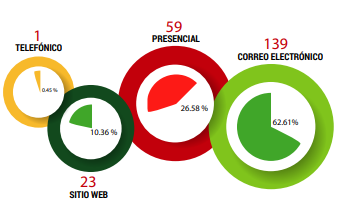 1
TELEFÓNICO
0.45 %
23
SITIO WEB
10.36 %
59
PRESENCIAL
26.58 %
139
CORREO ELECTRÓNICO
62.61%